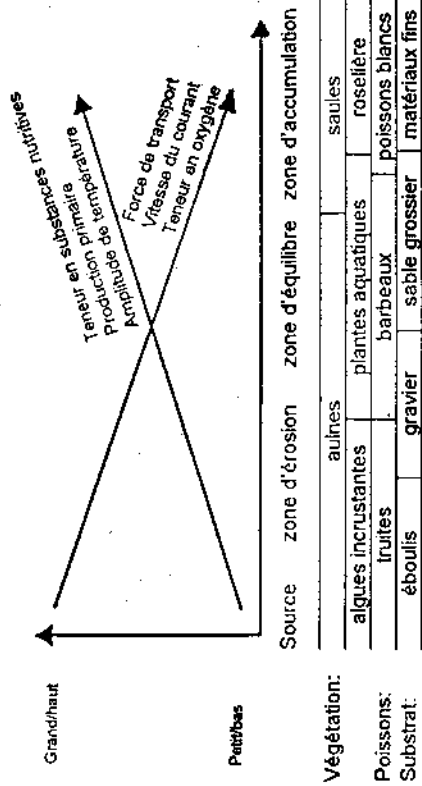 Grand/haut
Petit/bas
Teneur en substances nutritives
Production primaire
Amplitude de température
Force de transport
Vitesse du courant
Teneur en oxygène
Source zone d'érosion zone d'équilibre zone d'accumulation
Végétation: aulnes saules
algues incrustantes plantes aquatiques roselière
Poissons: truites barbeaux poissons blancs
Substrat: éboulis gravier sable grossier matériaux fins